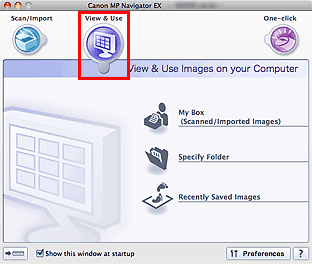 Canon MP Navigator EX
Scan/Import
View & Use
One-click
View & Use Images on your Computer
My Box
(Scanned/Imported Images)
Specify Folder
Recently Saved Images
Show this window at startup
Preferences
?